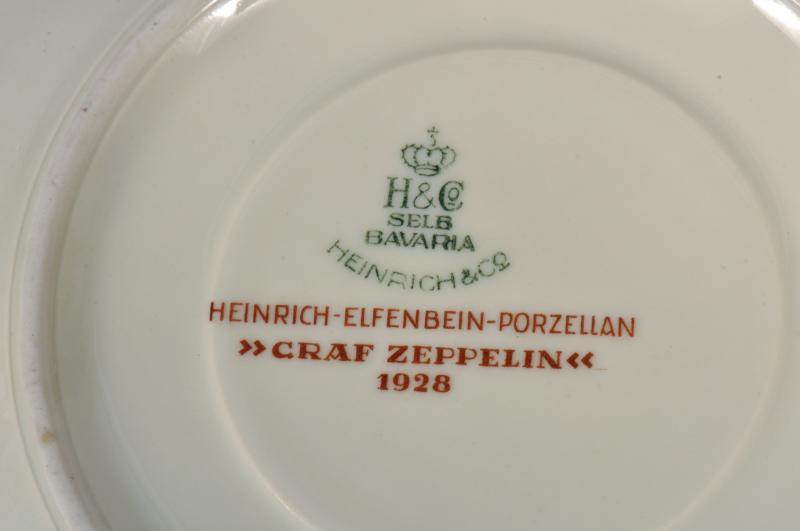 H & Co
SELB
BAVARIA
HEINRICH & Co
HEINRICH-ELFENBEIN-PORZELLAN
»GRAF ZEPPELIN«
1928